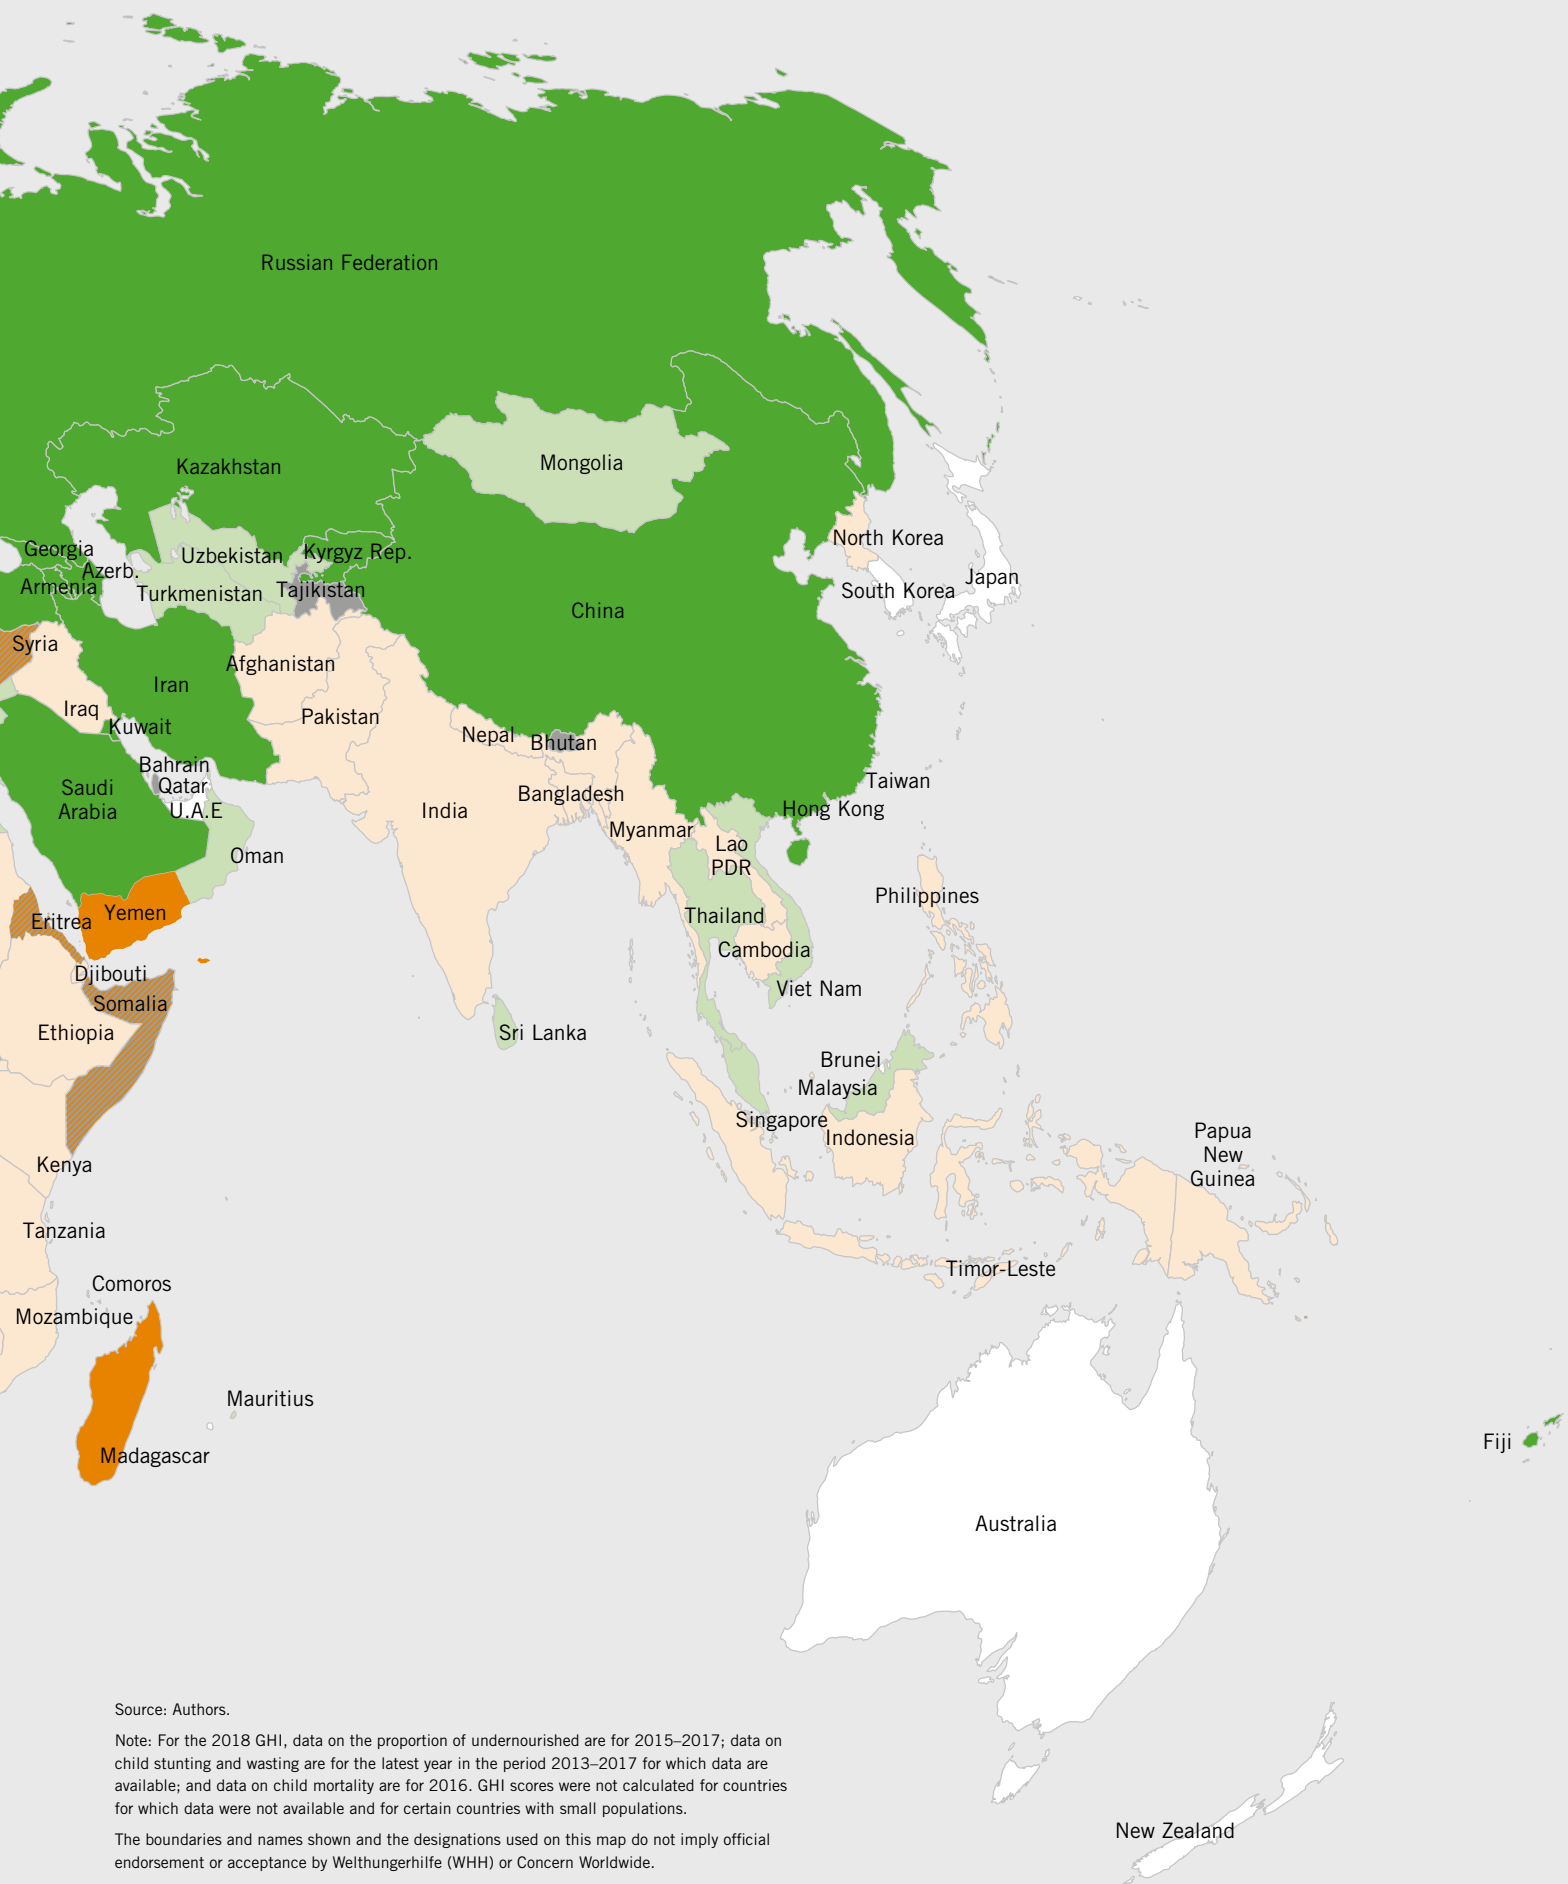 Russian Federation
Kazakhstan
Mongolia
North Korea
Georgia
Uzbekistan
Kyrgyz Rep.
Azerb.
Armenia
Turkmenistan
Tajikistan
South Korea
Japan
China
Syria
Afghanistan
Iran
Iraq
Pakistan
Kuwait
Nepal
Bhutan
Bahrain
Qatar
Saudi
Arabia
U.A.E
India
Bangladesh
Taiwan
Hong Kong
Myanmar
Lao
PDR
Oman
Philippines
Eritrea
Yemen
Thailand
Cambodia
Djibouti
Viet Nam
Somalia
Ethiopia
Sri Lanka
Brunei
Malaysia
Singapore
Indonesia
Papua
New
Guinea
Kenya
Tanzania
Timor-Leste
Comoros
Mozambique
Mauritius
Madagascar
Fiji
Australia
New Zealand
Source: Authors.
Note: For the 2018 GHI, data on the proportion of undernourished are for 2015–2017; data on
child stunting and wasting are for the latest year in the period 2013–2017 for which data are
available; and data on child mortality are for 2016. GHI scores were not calculated for countries
for which data were not available and for certain countries with small populations.
The boundaries and names shown and the designations used on this map do not imply official
endorsement or acceptance by Welthungerhilfe (WHH) or Concern Worldwide.